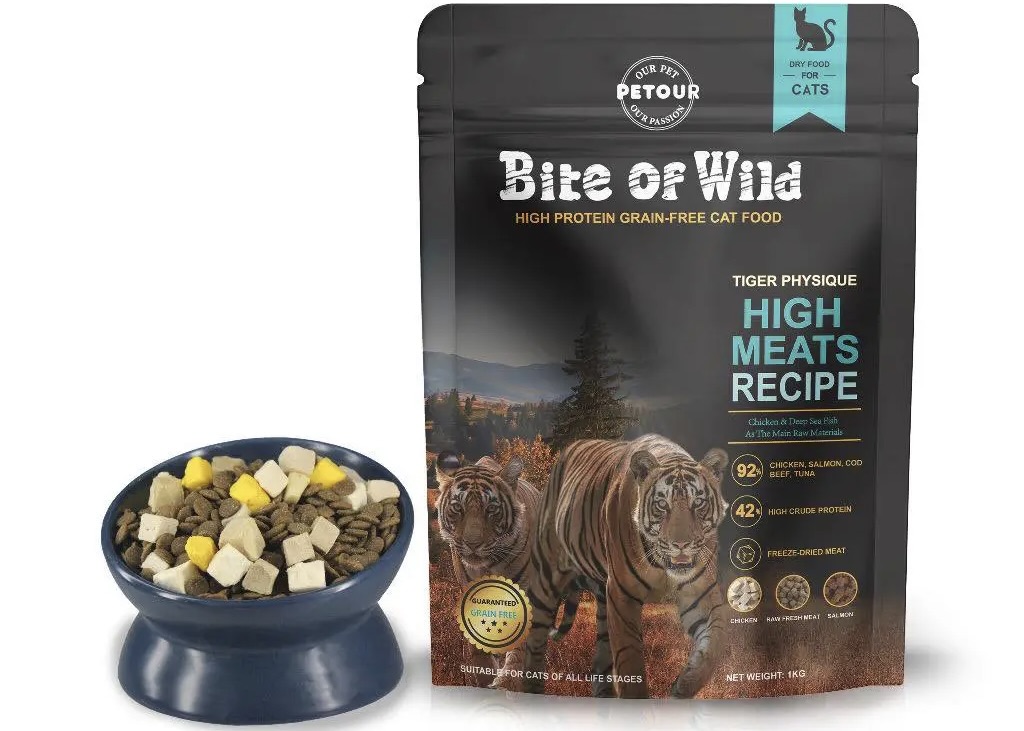 OUR PET
PETOUR
OUR PASSION
DRY FOOD
FOR
CATS
Bite of Wild
HIGH PROTEIN GRAIN-FREE CAT FOOD
TIGER PHYSIQUE
HIGH
MEATS
RECIPE
Chicken & Deep Sea Fish
As The Main Raw Materials
92% CHICKEN, SALMON, COD
BEEF, TUNA
42% HIGH CRUDE PROTEIN
FREEZE-DRIED MEAT
CHICKEN RAW FRESH MEAT SALMON
GUARANTEED
GRAIN FREE
SUITABLE FOR CATS OF ALL LIFE STAGES
NET WEIGHT: 1KG